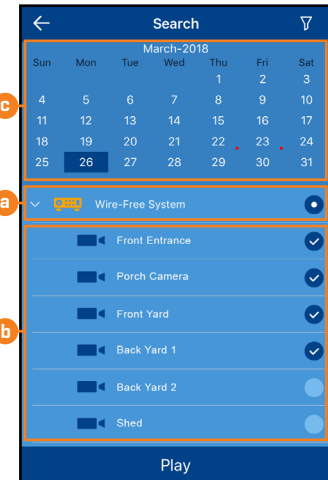 Search
March-2018
Sun Mon Tue Wed Thu Fri Sat
1 2 3
c
4 5 6 7 8 9 10
11 12 13 14 15 16 17
18 19 20 21 22 23 24
25 26 27 28 29 30 31
a Wire-Free System
Front Entrance
Porch Camera
Front Yard
b
Back Yard 1
Back Yard 2
Shed
Play